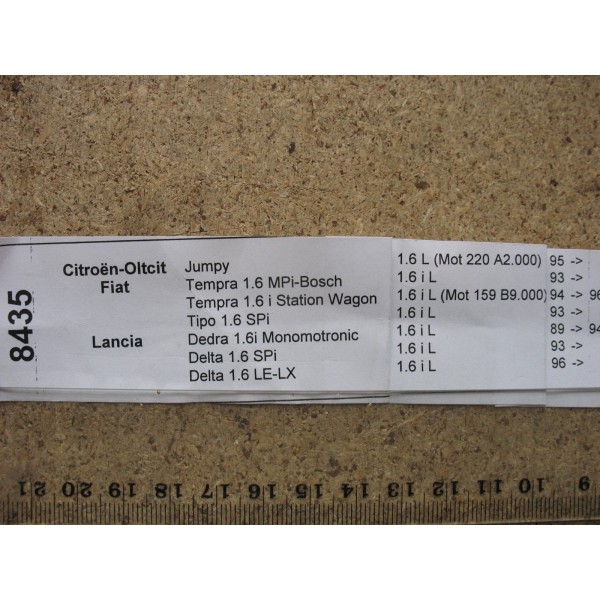 8435
Citroën-Oltcit Jumpy 1.6 L (Mot 220 A2.000) 95 ->
Fiat Tempra 1.6 MPi-Bosch 1.6 i L 93 ->
Tempra 1.6 i Station Wagon 1.6 i L (Mot 159 B9.000) 94 -> 96
Tipo 1.6 SPi 1.6 i L 93 ->
Lancia Dedra 1.6i Monomotronic 1.6 i L 89 -> 94
Delta 1.6 SPi 1.6 i L 93 ->
Delta 1.6 LE-LX 1.6 i L 96 ->
21 20 19 18 17 16 15 14 13 12 11 10 9